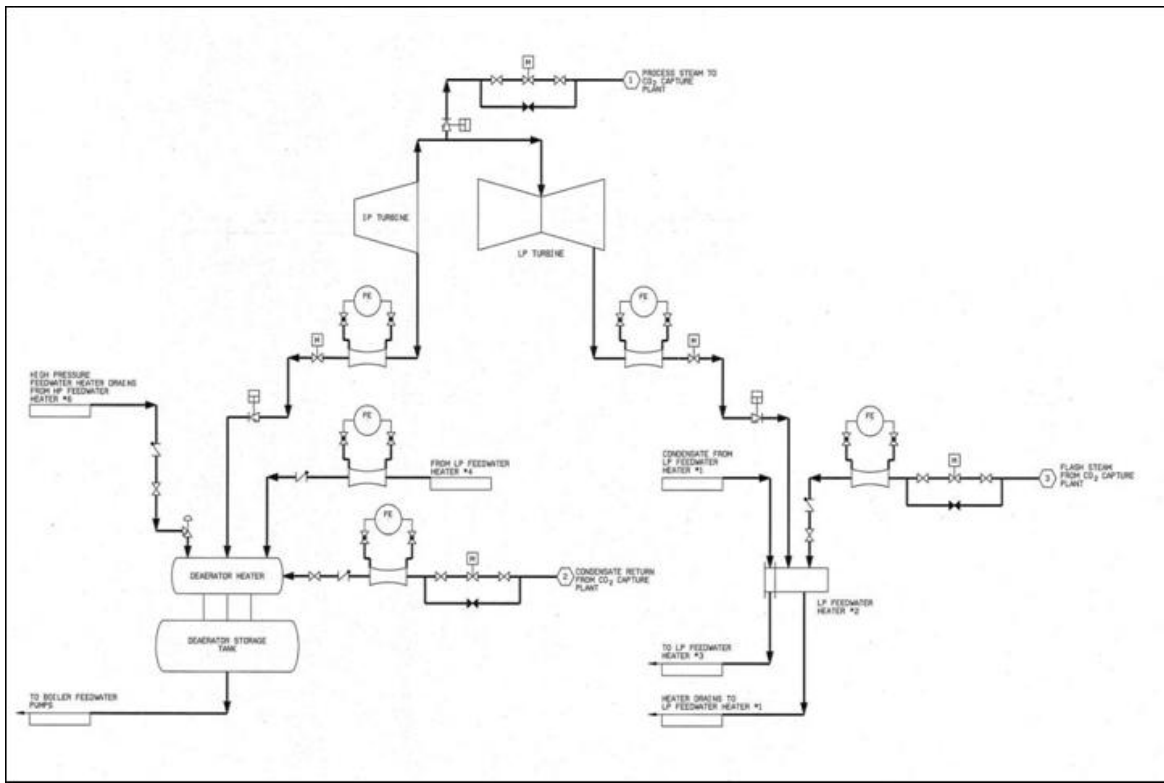 M
1
PROCESS STEAM TO
CO2 CAPTURE
PLANT
IP TURBINE
LP TURBINE
FE
M
FE
M
HIGH PRESSURE
FEEDWATER HEATER DRAINS
FROM HP FEEDWATER
HEATER #6
FE
FROM LP FEEDWATER
HEATER #4
CONDENSATE FROM
LP FEEDWATER
HEATER #1
FE
M
3
FLASH STEAM
FROM CO2 CAPTURE
PLANT
FE
M
2
CONDENSATE RETURN
FROM CO2 CAPTURE
PLANT
DEAERATOR HEATER
DEAERATOR STORAGE
TANK
LP FEEDWATER
HEATER #2
TO LP FEEDWATER
HEATER #3
TO BOILER FEEDWATER
PUMPS
HEATER DRAINS TO
LP FEEDWATER HEATER #1